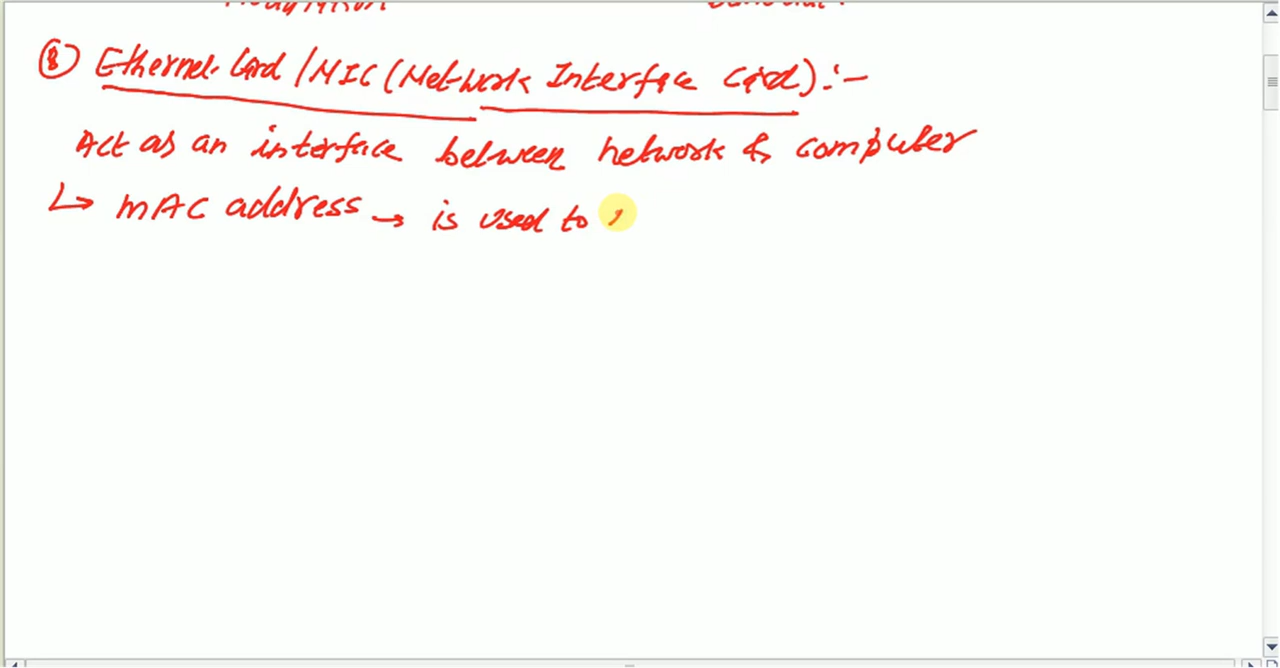 ⑧ Ethernet Card / NIC (Network Interface Card) :-
Act as an interface between network & computer
↳ MAC address → is used to